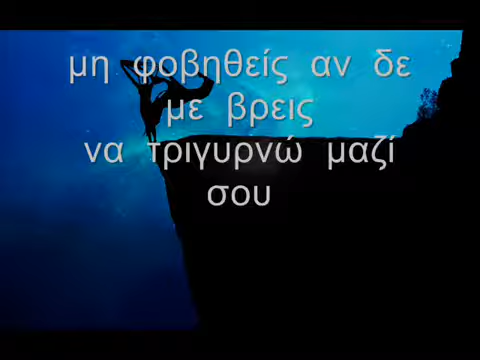 μη φοβηθείς αν δε
με βρεις
να τριγυρνώ μαζί
σου